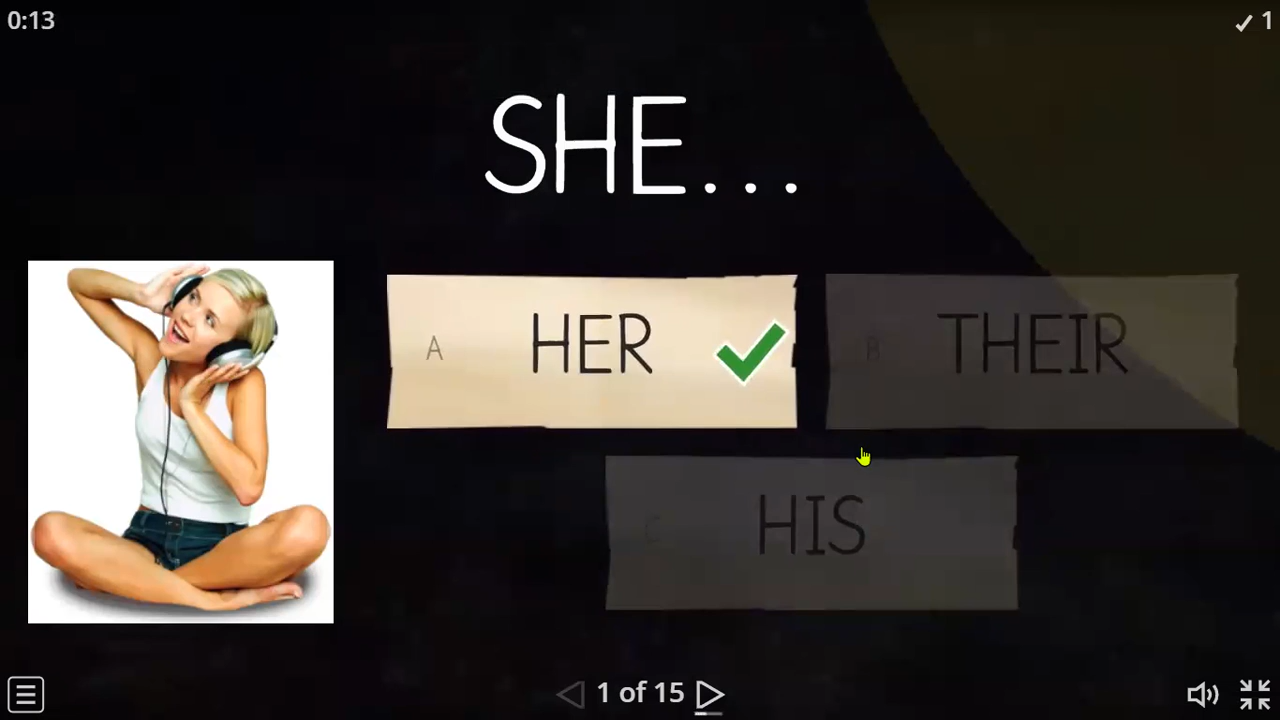 0:13
✓ 1
SHE...
A HER
B THEIR
C HIS
1 of 15